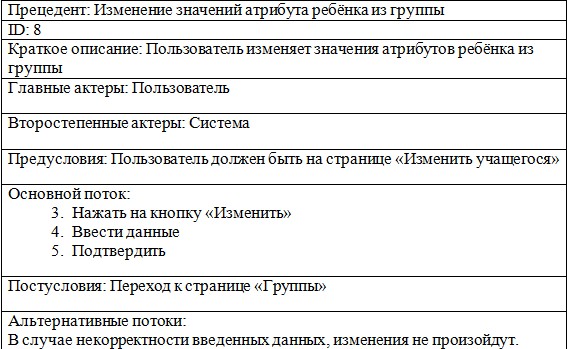 Прецедент: Изменение значений атрибута ребёнка из группы
ID: 8
Краткое описание: Пользователь изменяет значения атрибутов ребёнка из
группы
Главные актеры: Пользователь
Второстепенные актеры: Система
Предусловия: Пользователь должен быть на странице «Изменить учащегося»
Основной поток:
3. Нажать на кнопку «Изменить»
4. Ввести данные
5. Подтвердить
Постусловия: Переход к странице «Группы»
Альтернативные потоки:
В случае некорректности введенных данных, изменения не произойдут.